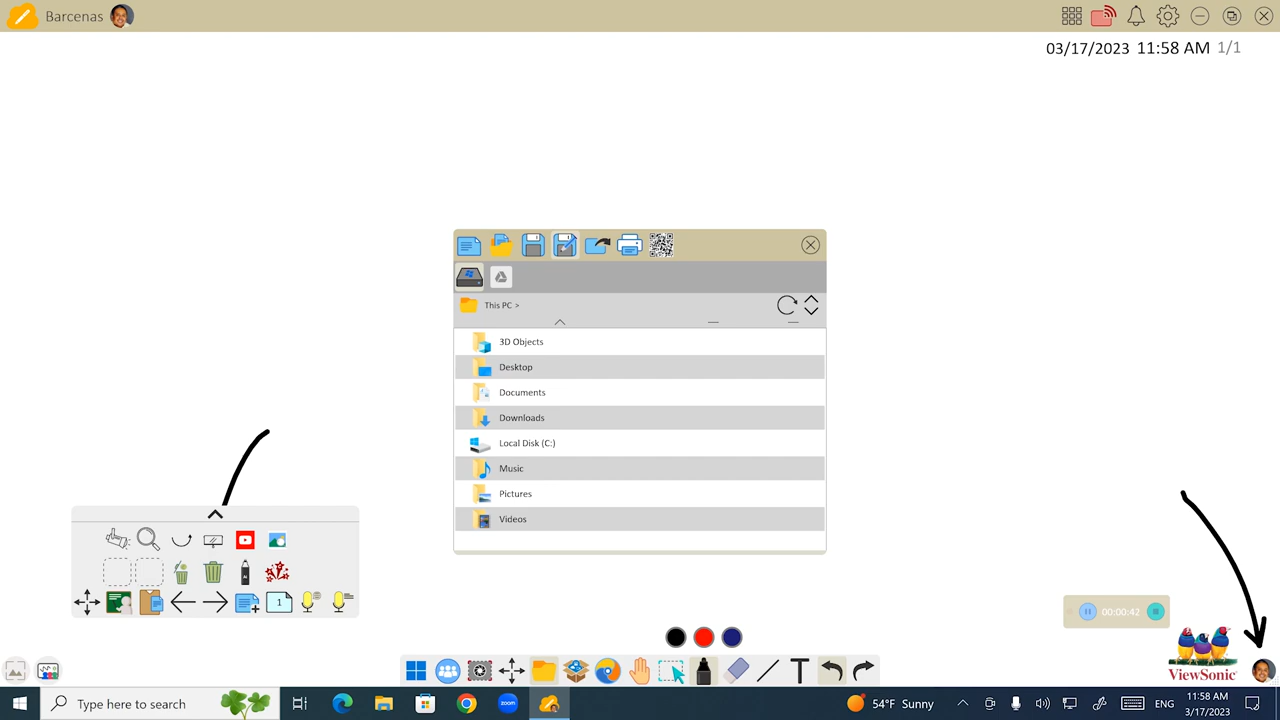 Barcenas
03/17/2023 11:58 AM 1/1
This PC >
3D Objects
Desktop
Documents
Downloads
Local Disk (C:)
Music
Pictures
Videos
1
00:00:42
T
ViewSonic
Type here to search
zoom
54°F Sunny
ENG
11:58 AM
3/17/2023